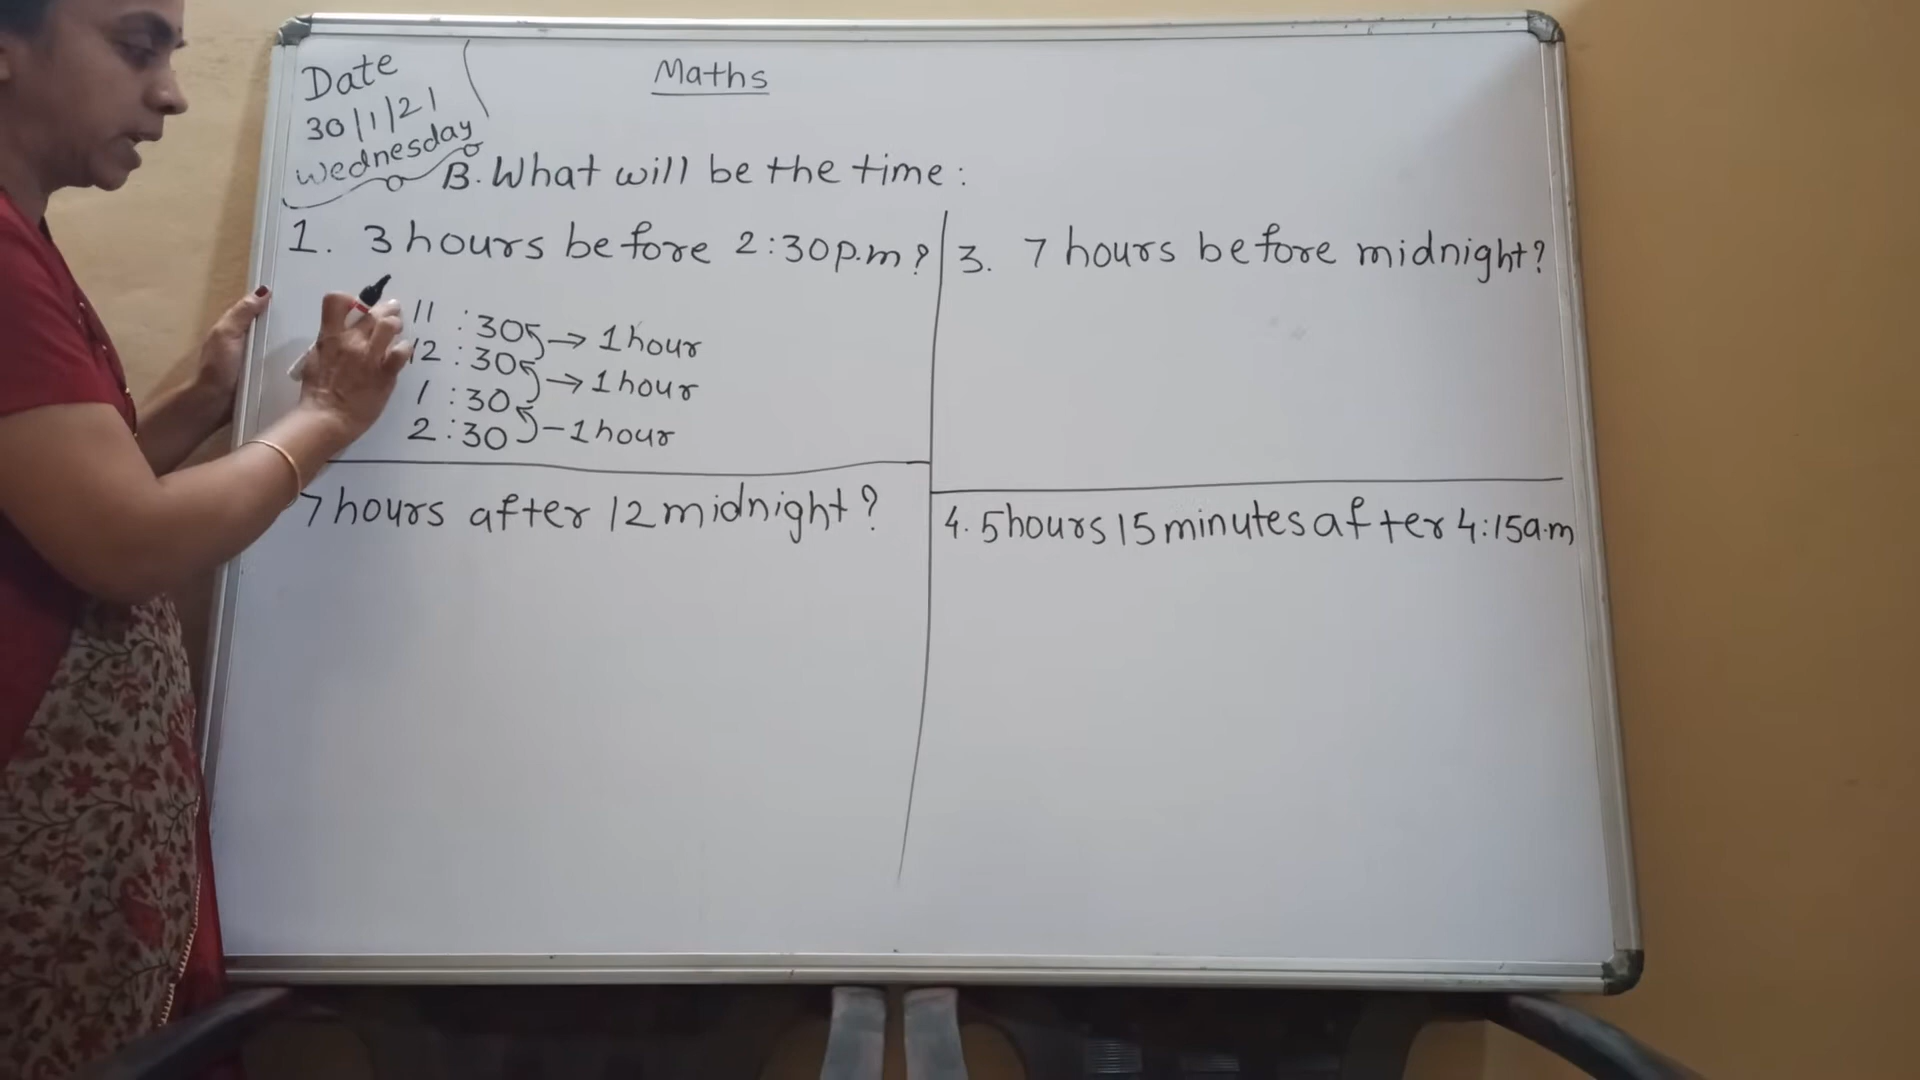 Date
30/1/21
Wednesday
Maths
B. What will be the time:
1. 3 hours before 2:30p.m?
11 : 30 → 1 hour
12 : 30 → 1 hour
1 : 30
2 : 30 - 1 hour
7 hours after 12 midnight?
3. 7 hours before midnight?
4. 5 hours 15 minutes after 4:15a.m